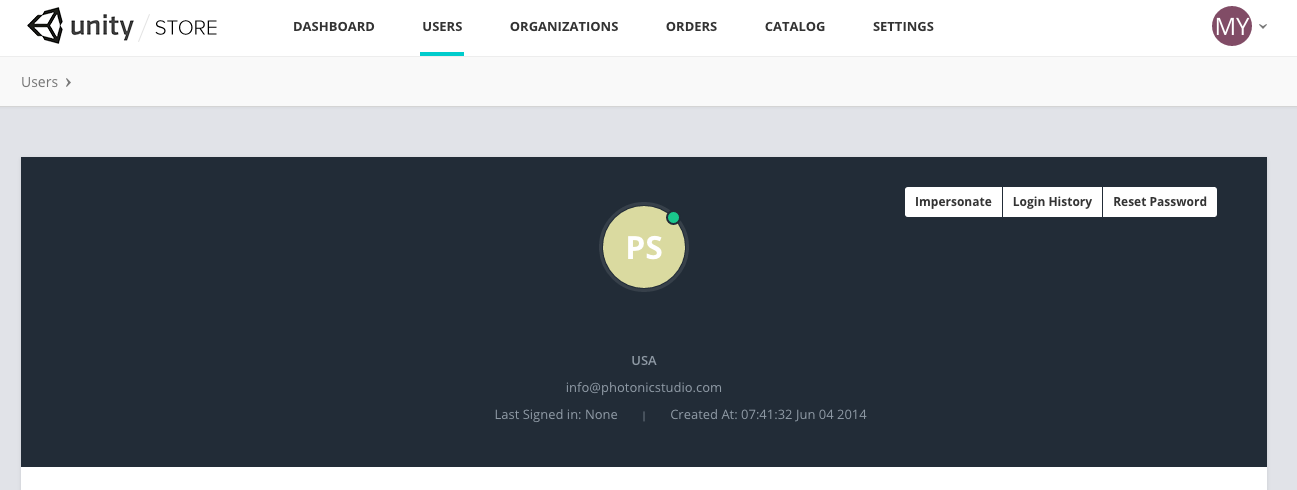 unity / STORE DASHBOARD USERS ORGANIZATIONS ORDERS CATALOG SETTINGS MY
Users ›
Impersonate Login History Reset Password
PS
USA
info@photonicstudio.com
Last Signed in: None | Created At: 07:41:32 Jun 04 2014